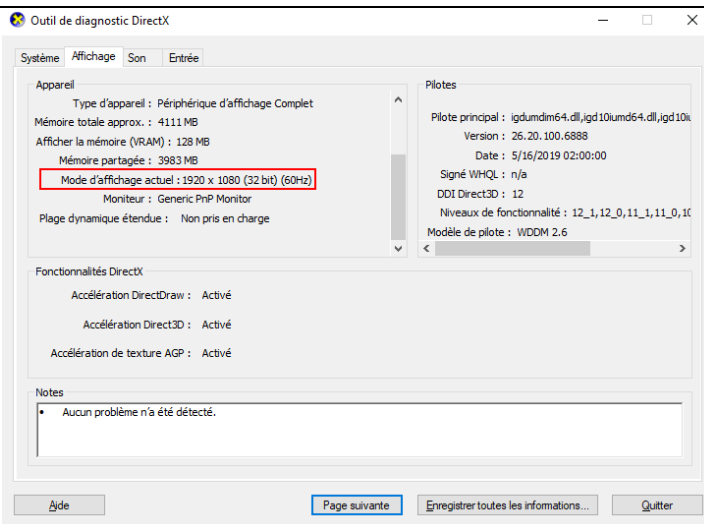 Outil de diagnostic DirectX
Système Affichage Son Entrée
Appareil
Type d'appareil : Périphérique d'affichage Complet
Mémoire totale approx. : 4111 MB
Afficher la mémoire (VRAM) : 128 MB
Mémoire partagée : 3983 MB
Mode d'affichage actuel : 1920 x 1080 (32 bit) (60Hz)
Moniteur : Generic PnP Monitor
Plage dynamique étendue : Non pris en charge
Pilotes
Pilote principal : igdumdim64.dll,igd10iumd64.dll,igd10iu
Version : 26.20.100.6888
Date : 5/16/2019 02:00:00
Signé WHQL : n/a
DDI Direct3D : 12
Niveaux de fonctionnalité : 12_1,12_0,11_1,11_0,10
Modèle de pilote : WDDM 2.6
Fonctionnalités DirectX
Accélération DirectDraw : Activé
Accélération Direct3D : Activé
Accélération de texture AGP : Activé
Notes
• Aucun problème n'a été détecté.
Aide Page suivante Enregistrer toutes les informations... Quitter